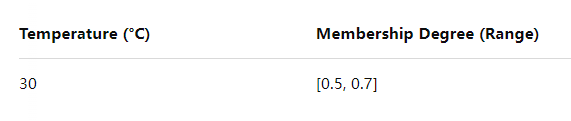 Temperature (°C) Membership Degree (Range)
30 [0.5, 0.7]